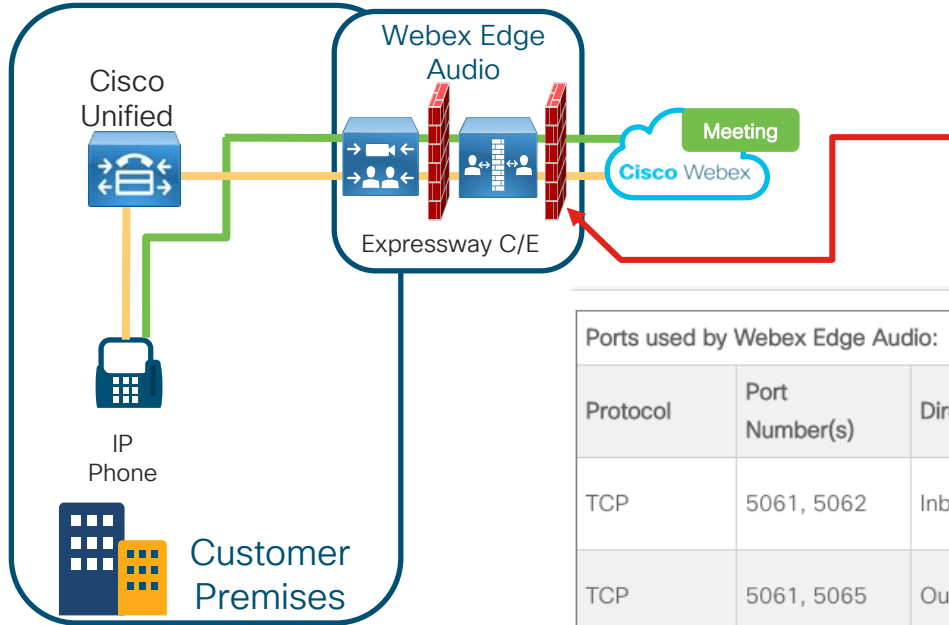 Webex Edge
Audio
Cisco
Unified
Meeting
Cisco Webex
Expressway C/E
IP
Phone
Customer
Premises
Ports used by Webex Edge Audio:
Protocol
Port
Number(s)
TCP
5061, 5062
TCP
5061, 5065